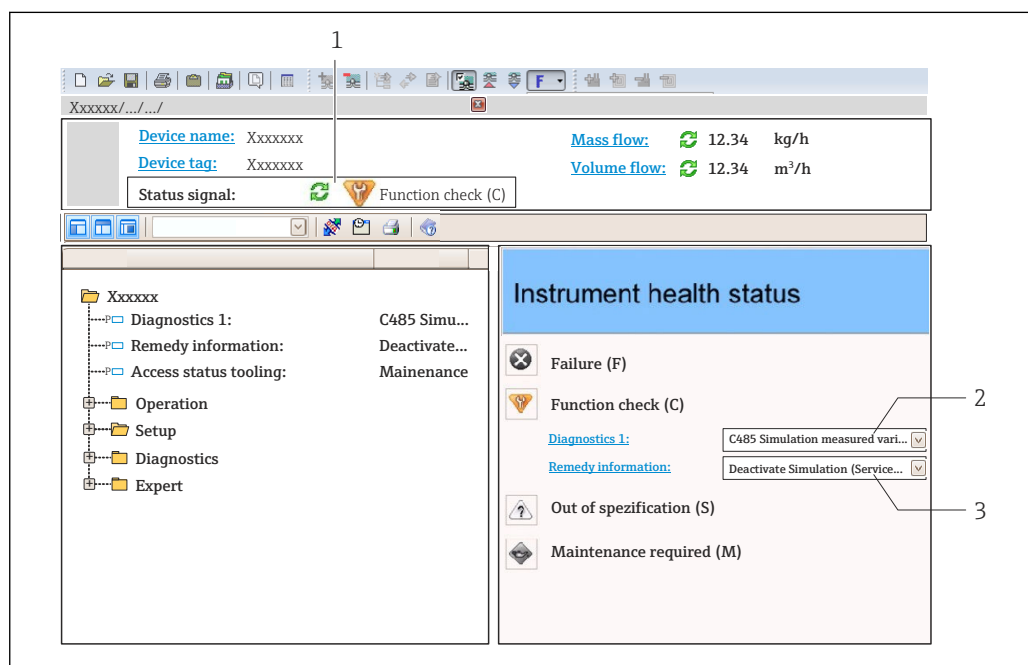 1
F
Xxxxxx/.../.../
Device name: Xxxxxxx
Mass flow: 12.34 kg/h
Device tag: Xxxxxxx
Volume flow: 12.34 m³/h
Status signal: Function check (C)
Xxxxxx
Diagnostics 1: C485 Simu...
Remedy information: Deactivate...
Access status tooling: Mainenance
Operation
Setup
Diagnostics
Expert
Instrument health status
Failure (F)
Function check (C)
2
Diagnostics 1: C485 Simulation measured vari...
Remedy information: Deactivate Simulation (Service...
Out of spezification (S)
3
Maintenance required (M)